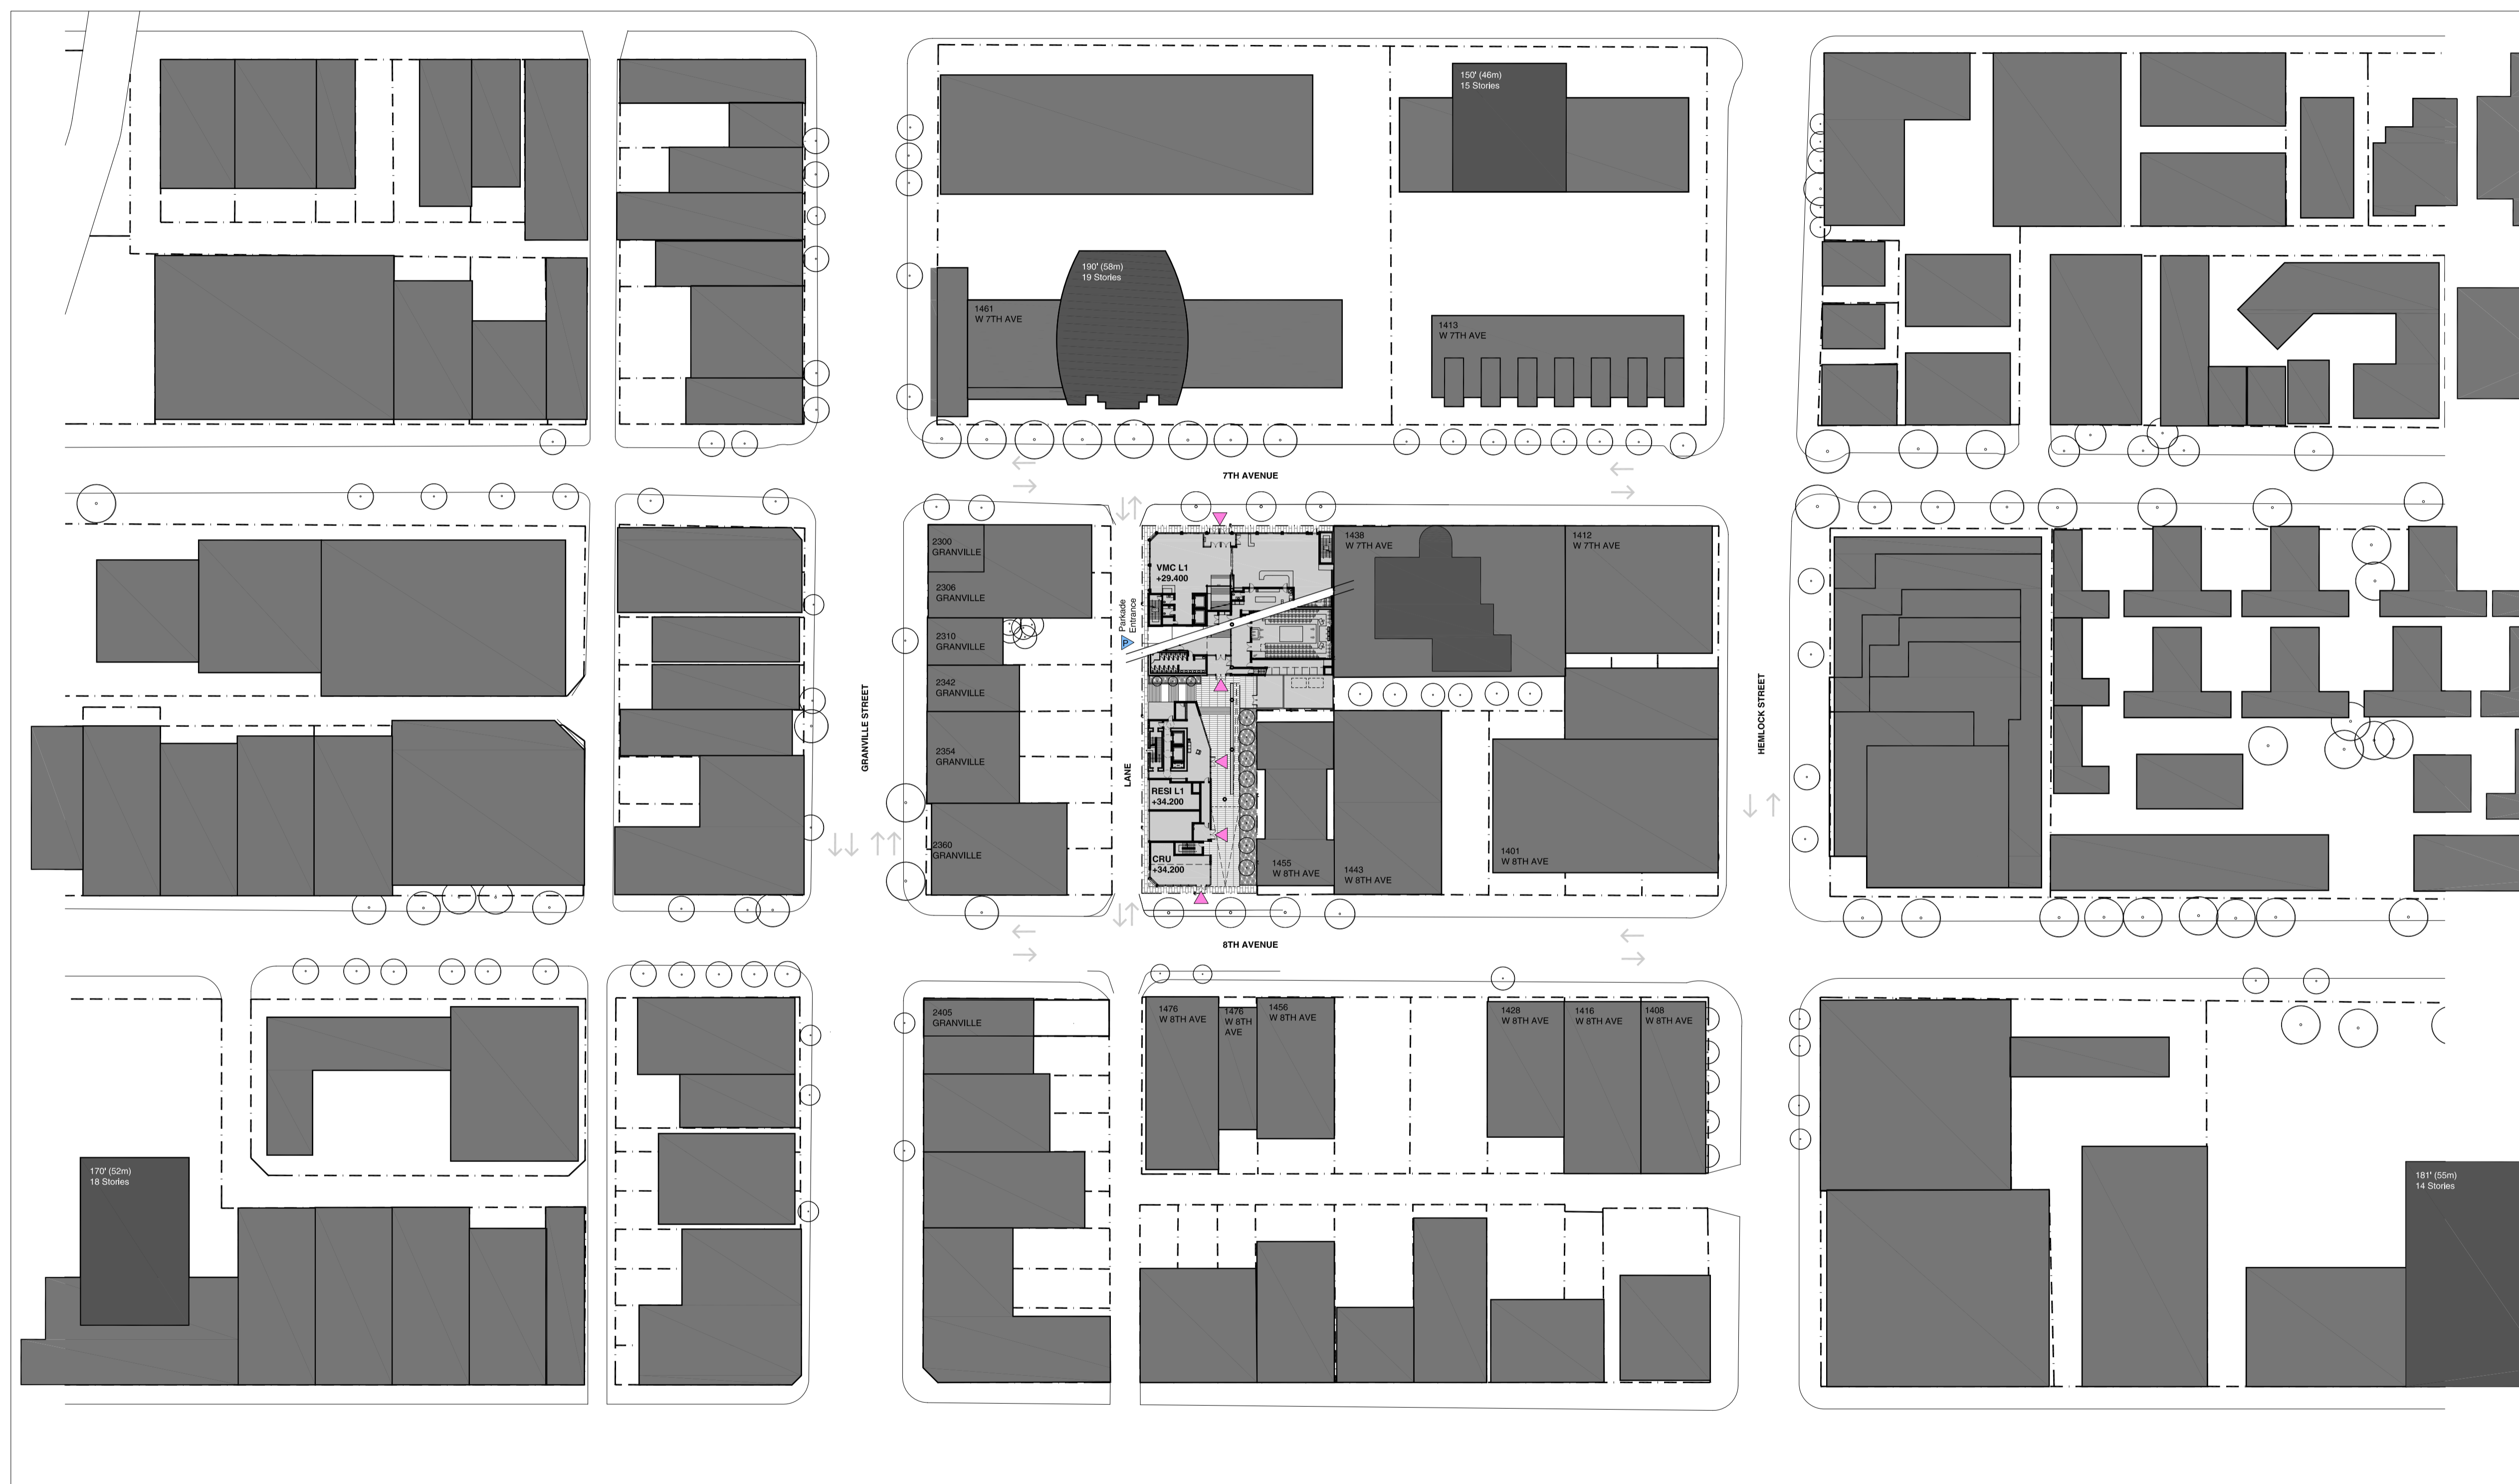 150' (46m)
15 Stories
190' (58m)
19 Stories
1461
W 7TH AVE
1413
W 7TH AVE
7TH AVENUE
2300
GRANVILLE
2306
GRANVILLE
2310
GRANVILLE
2342
GRANVILLE
2354
GRANVILLE
2360
GRANVILLE
GRANVILLE STREET
Parkade
Entrance
P
LANE
VMC L1
+29.400
RESI L1
+34.200
CRU
+34.200
1438
W 7TH AVE
1412
W 7TH AVE
1455
W 8TH AVE
1443
W 8TH AVE
1401
W 8TH AVE
HEMLOCK STREET
8TH AVENUE
2405
GRANVILLE
1476
W 8TH AVE
1476
W 8TH
AVE
1456
W 8TH AVE
1428
W 8TH AVE
1416
W 8TH AVE
1408
W 8TH AVE
170' (52m)
18 Stories
181' (55m)
14 Stories